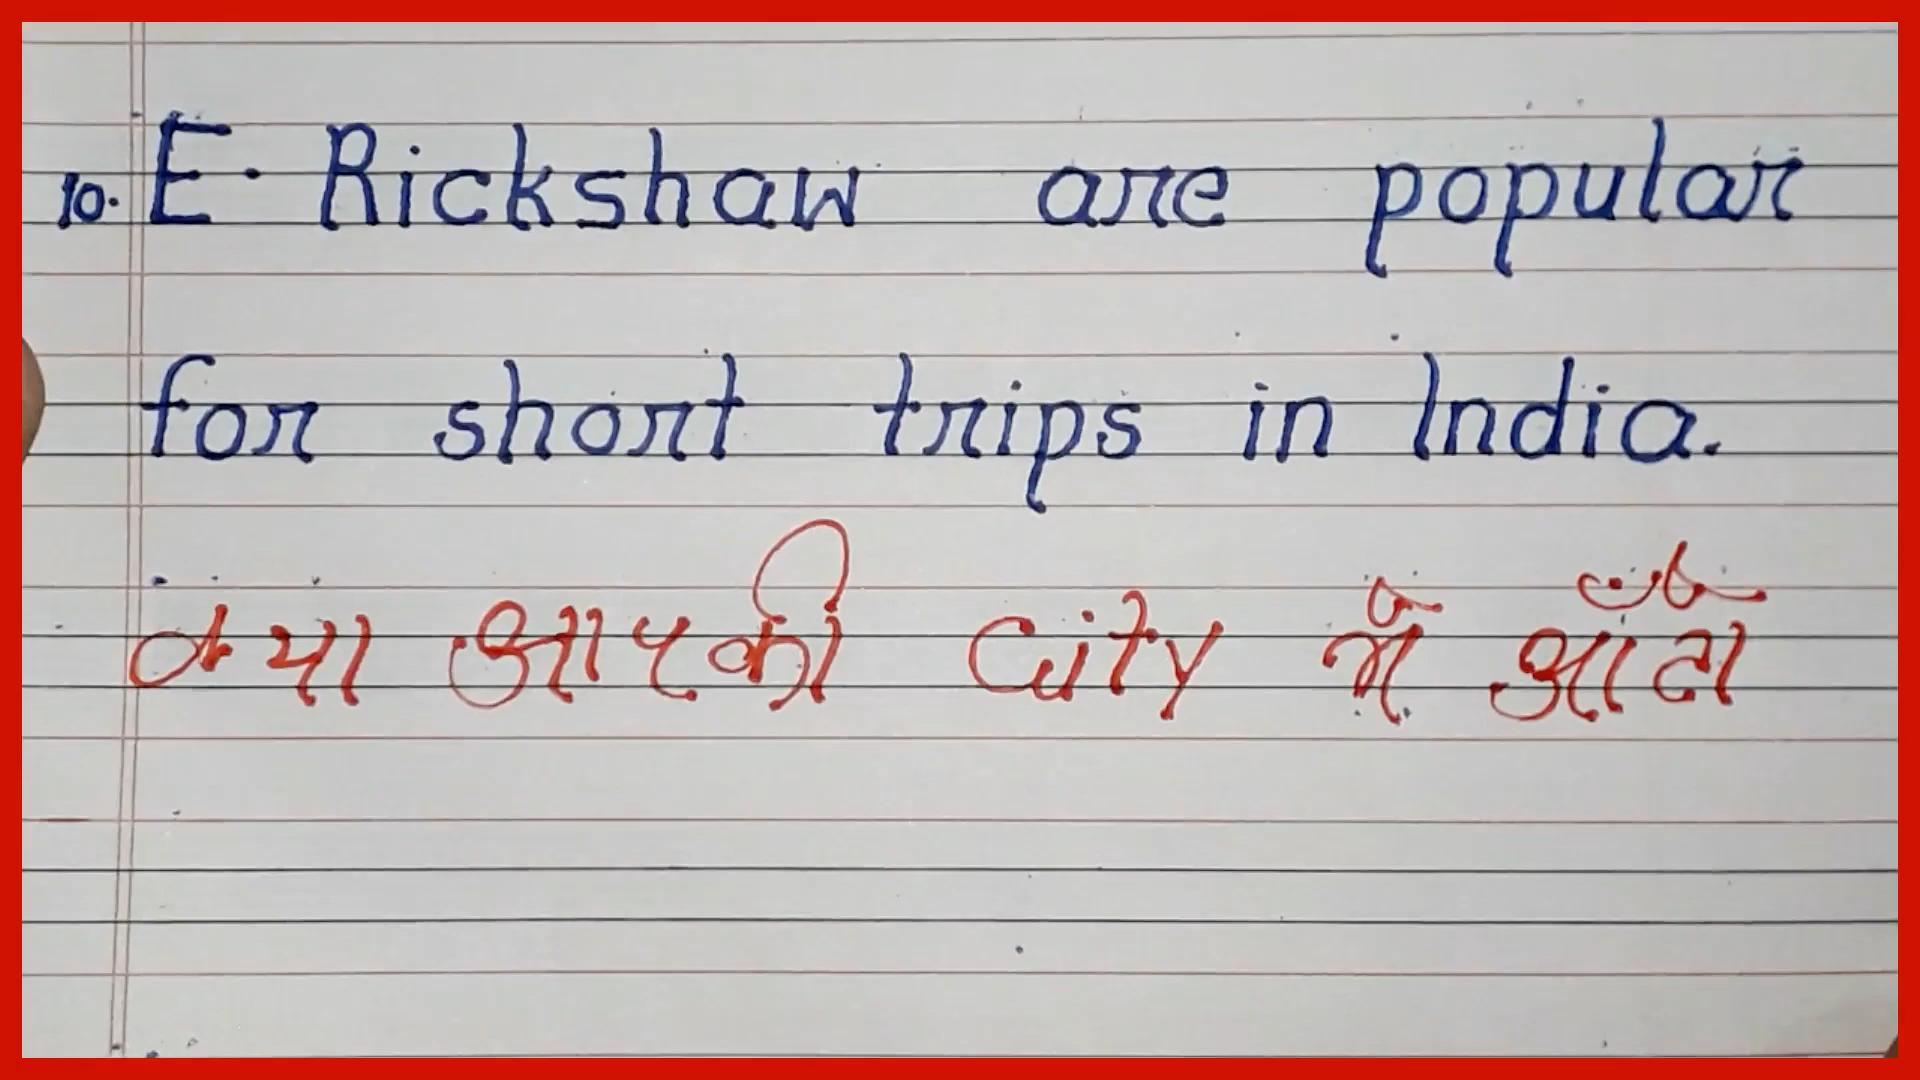 10. E. Rickshaw are popular
for short trips in India.
क्या आपकी City में ऑटो